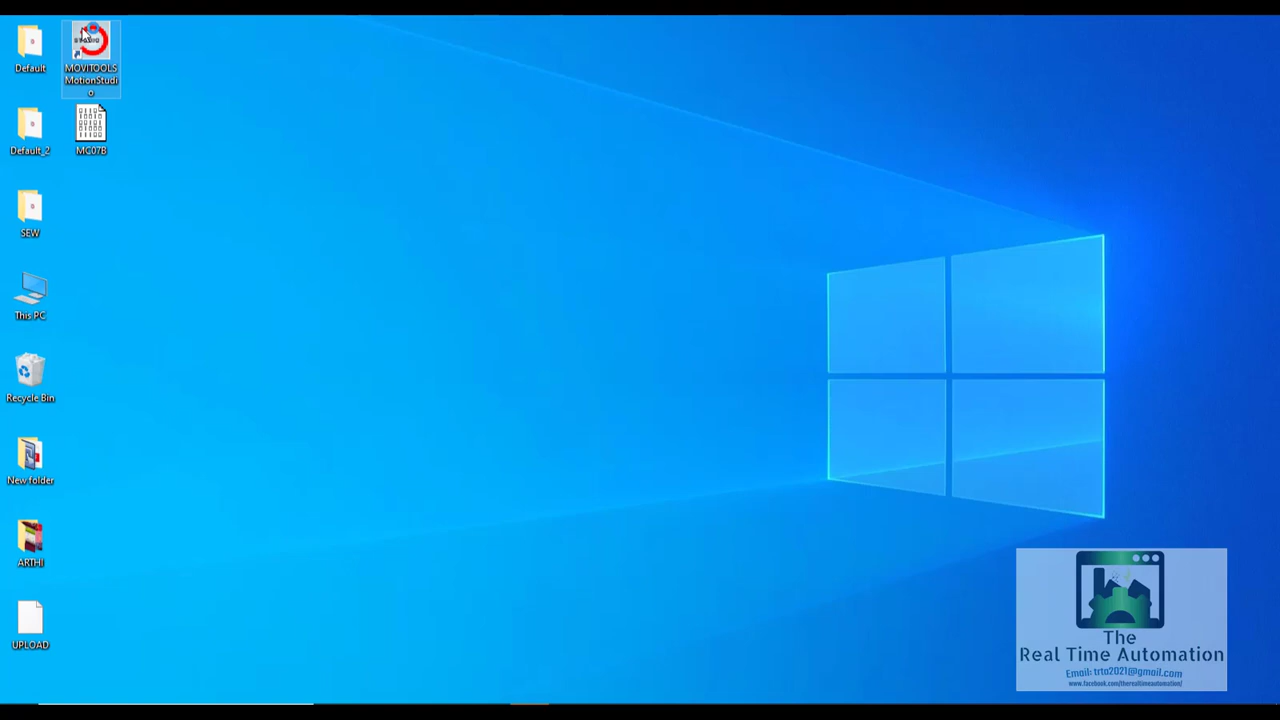 Default
MOVITOOLS
MotionStudi
o
Default_2
MC07B
SEW
This PC
Recycle Bin
New folder
ARTHI
UPLOAD
The
Real Time Automation
Email: trta2021@gmail.com
www.facebook.com/therealtimeautomation/